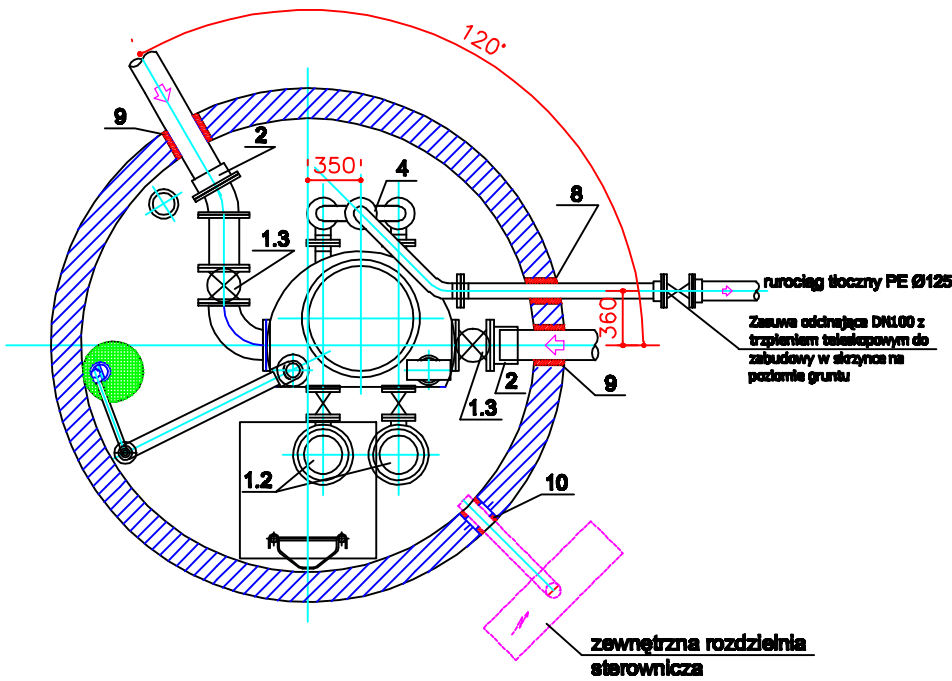 120°
9
2
350
4
8
1.3
rurociąg tłoczny PE Ø125
360
Zasuwa odcinająca DN100 z
trzpieniem teleskopowym do
zabudowy w skrzynce na
poziomie gruntu
2
9
1.3
1.2
10
zewnętrzna rozdzielnia
sterownicza